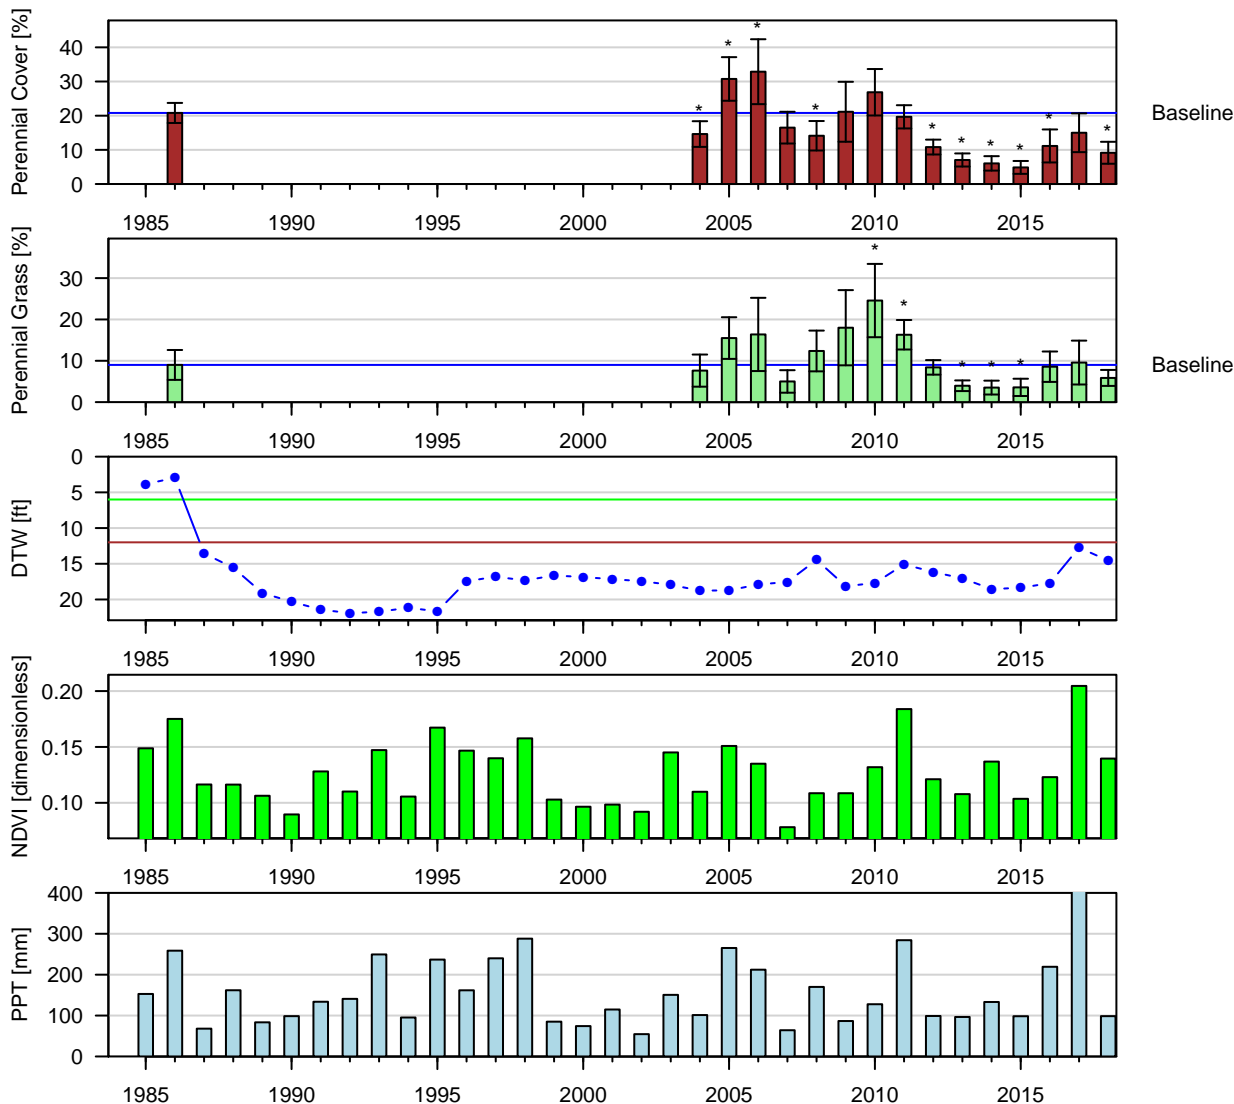 Perennial Cover [%]
40
30
20
10
0
* * * * * * * * * * *
Baseline
1985 1990 1995 2000 2005 2010 2015
Perennial Grass [%]
30
20
10
0
* * * * *
Baseline
1985 1990 1995 2000 2005 2010 2015
DTW [ft]
0
5
10
15
20
1985 1990 1995 2000 2005 2010 2015
NDVI [dimensionless]
0.20
0.15
0.10
1985 1990 1995 2000 2005 2010 2015
PPT [mm]
400
300
200
100
0
1985 1990 1995 2000 2005 2010 2015